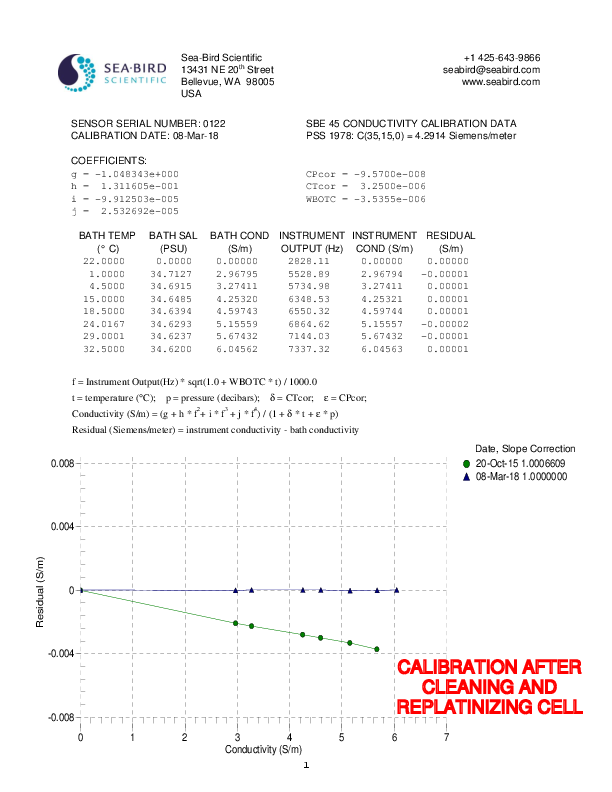 SEA·BIRD
SCIENTIFIC
Sea-Bird Scientific
13431 NE 20th Street
Bellevue, WA 98005
USA
+1 425-643-9866
seabird@seabird.com
www.seabird.com
SENSOR SERIAL NUMBER: 0122
CALIBRATION DATE: 08-Mar-18
SBE 45 CONDUCTIVITY CALIBRATION DATA
PSS 1978: C(35,15,0) = 4.2914 Siemens/meter
COEFFICIENTS:
g = -1.048343e+000
h = 1.311605e-001
i = -9.912503e-005
j = 2.532692e-005
CPcor = -9.5700e-008
CTcor = 3.2500e-006
WBOTC = -3.5355e-006
BATH TEMP BATH SAL BATH COND INSTRUMENT INSTRUMENT RESIDUAL
(° C) (PSU) (S/m) OUTPUT (Hz) COND (S/m) (S/m)
22.0000 0.0000 0.00000 2828.11 0.00000 0.00000
1.0000 34.7127 2.96795 5528.89 2.96794 -0.00001
4.5000 34.6915 3.27411 5734.98 3.27411 0.00001
15.0000 34.6485 4.25320 6348.53 4.25321 0.00001
18.5000 34.6394 4.59743 6550.32 4.59744 0.00001
24.0167 34.6293 5.15559 6864.62 5.15557 -0.00002
29.0001 34.6237 5.67432 7144.03 5.67432 -0.00001
32.5000 34.6200 6.04562 7337.32 6.04563 0.00001
f = Instrument Output(Hz) * sqrt(1.0 + WBOTC * t) / 1000.0
t = temperature (°C); p = pressure (decibars); δ = CTcor; ε = CPcor;
Conductivity (S/m) = (g + h * f² + i * f³ + j * f⁴) / (1 + δ * t + ε * p)
Residual (Siemens/meter) = instrument conductivity - bath conductivity
Date, Slope Correction
20-Oct-15 1.0006609
08-Mar-18 1.0000000
0.008
0.004
0
-0.004
-0.008
Residual (S/m)
0 1 2 3 4 5 6 7
Conductivity (S/m)
CALIBRATION AFTER
CLEANING AND
REPLATINIZING CELL
1